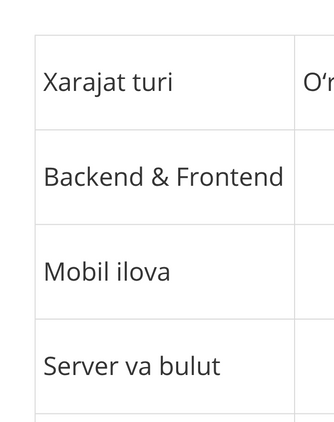 Xarajat turi
Backend & Frontend
Mobil ilova
Server va bulut